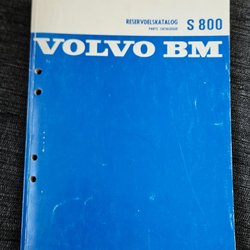 RESERVDELSKATALOG S 800
PARTS CATALOGUE
VOLVO BM